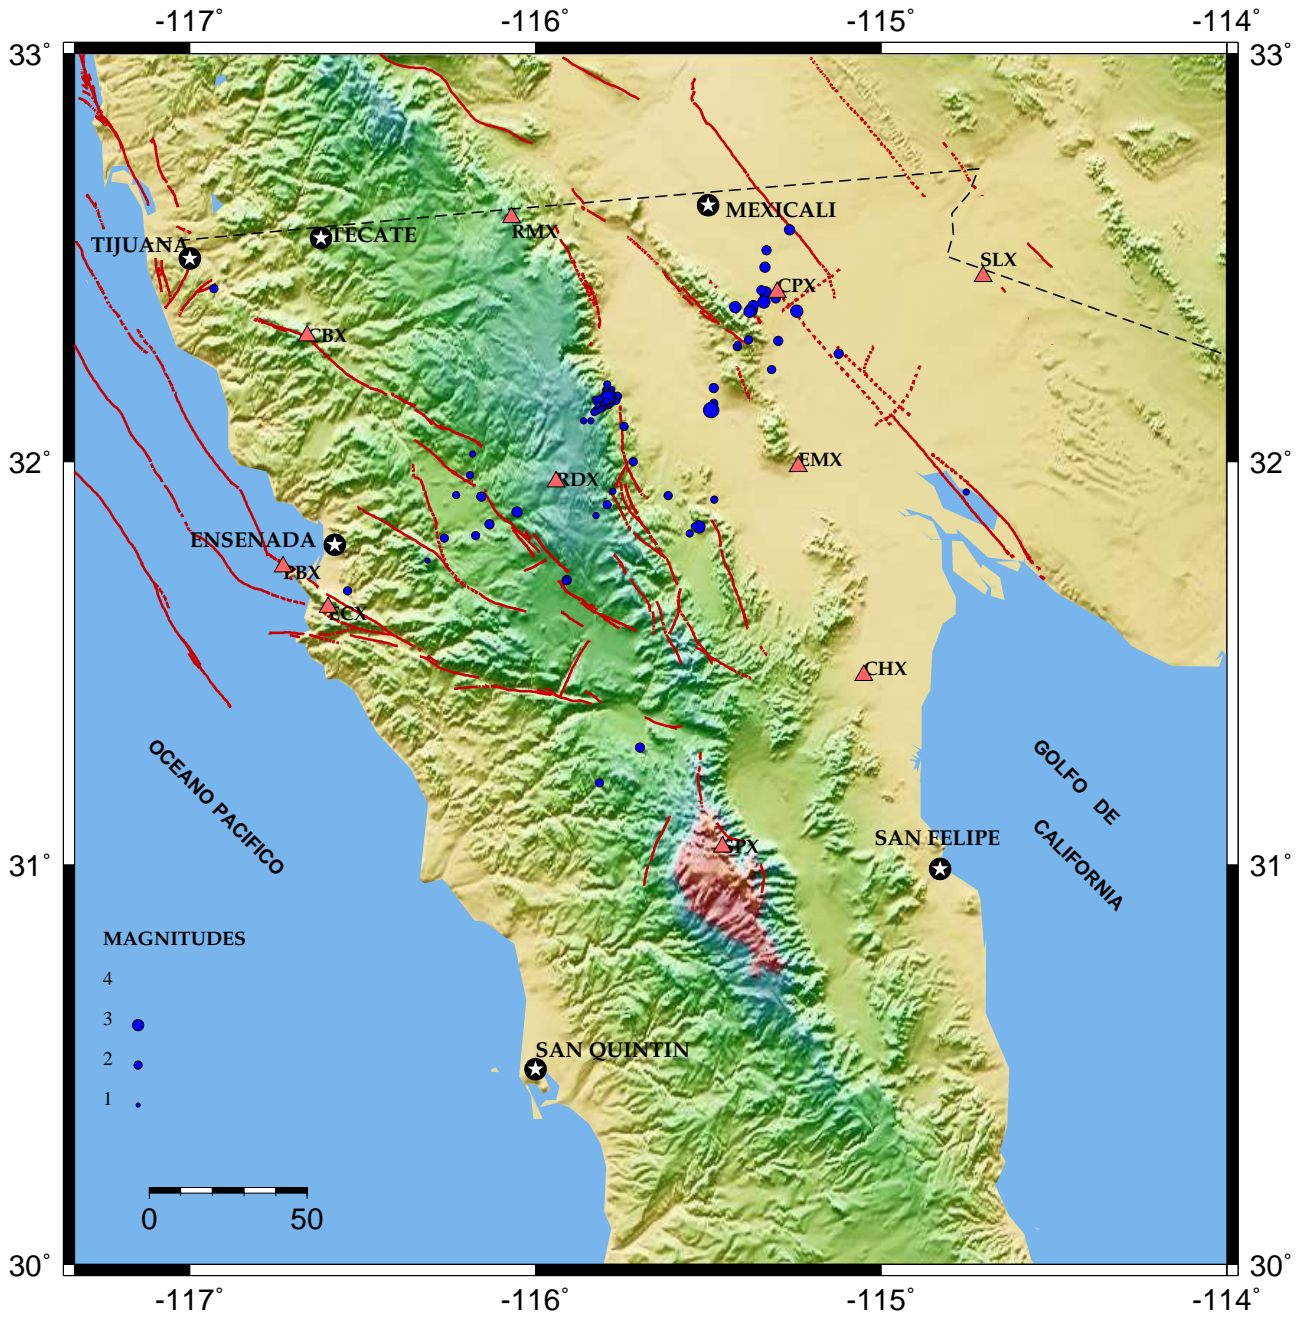 -117° -116° -115° -114°
33° 33°
MEXICALI
RMX
TECATE
TIJUANA
SLX
CPX
CBX
32° 32°
EMX
RDX
ENSENADA
PBX
ECX
CHX
OCEANO PACIFICO
GOLFO DE
CALIFORNIA
SAN FELIPE
SPX
31° 31°
MAGNITUDES
4
3
2
1
SAN QUINTIN
0 50
30° 30°
-117° -116° -115° -114°